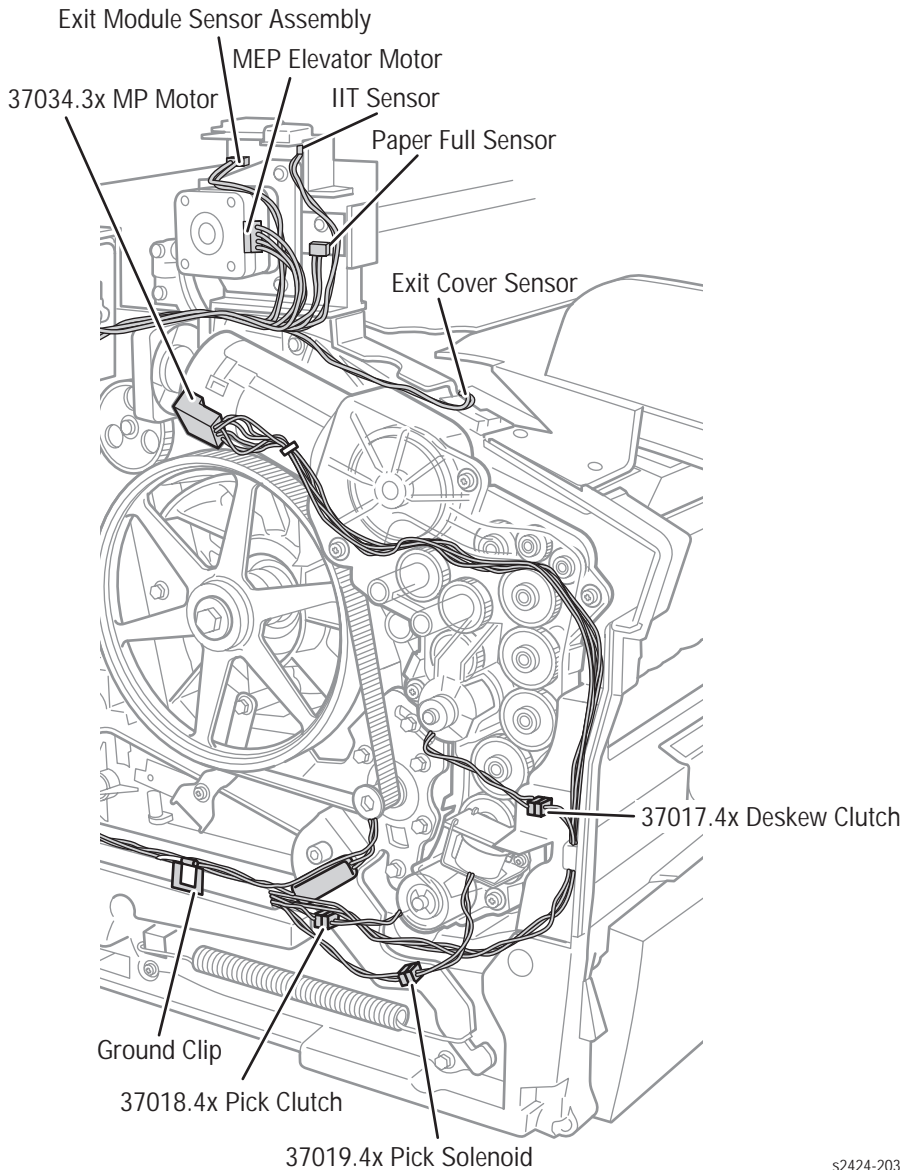 Exit Module Sensor Assembly
MEP Elevator Motor
37034.3x MP Motor
IIT Sensor
Paper Full Sensor
Exit Cover Sensor
37017.4x Deskew Clutch
Ground Clip
37018.4x Pick Clutch
37019.4x Pick Solenoid
s2424-203